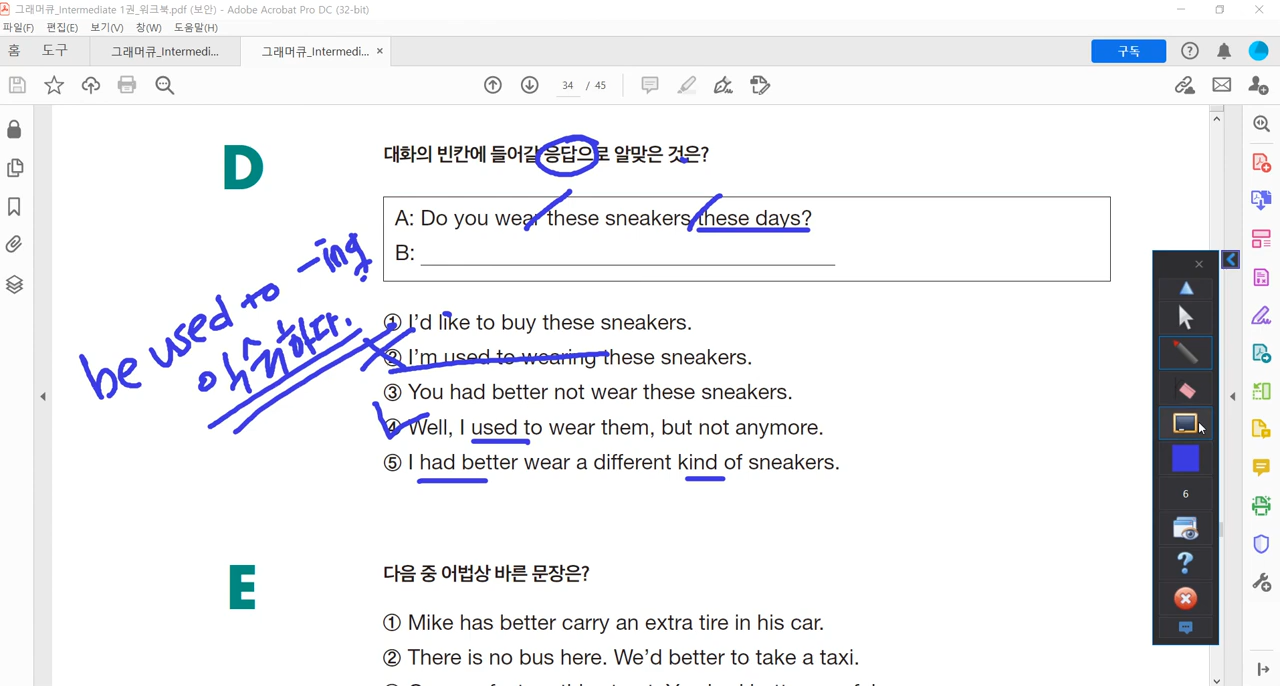 그래머큐_Intermediate 1권_워크북.pdf (보안) - Adobe Acrobat Pro DC (32-bit)
파일(F) 편집(E) 보기(V) 창(W) 도움말(H)
홈 도구 그래머큐_Intermedi... 그래머큐_Intermedi... ×
구독
34 / 45
D
대화의 빈칸에 들어갈 응답으로 알맞은 것은?
A: Do you wear these sneakers these days?
B:
be used to -ing
익숙하다.
① I'd like to buy these sneakers.
② I'm used to wearing these sneakers.
③ You had better not wear these sneakers.
④ Well, I used to wear them, but not anymore.
⑤ I had better wear a different kind of sneakers.
6
E
다음 중 어법상 바른 문장은?
① Mike has better carry an extra tire in his car.
② There is no bus here. We'd better to take a taxi.